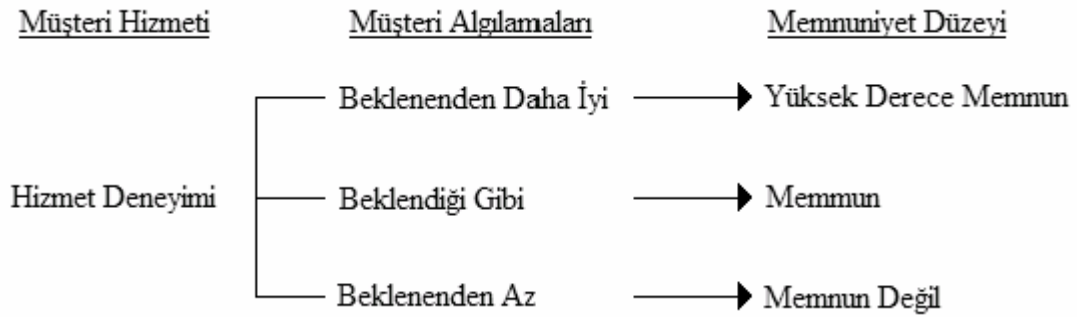 Müşteri Hizmeti Müşteri Algılamaları Memnuniyet Düzeyi
Beklenenden Daha İyi Yüksek Derece Memnun
Hizmet Deneyimi Beklendiği Gibi Memmun
Beklenenden Az Memnun Değil